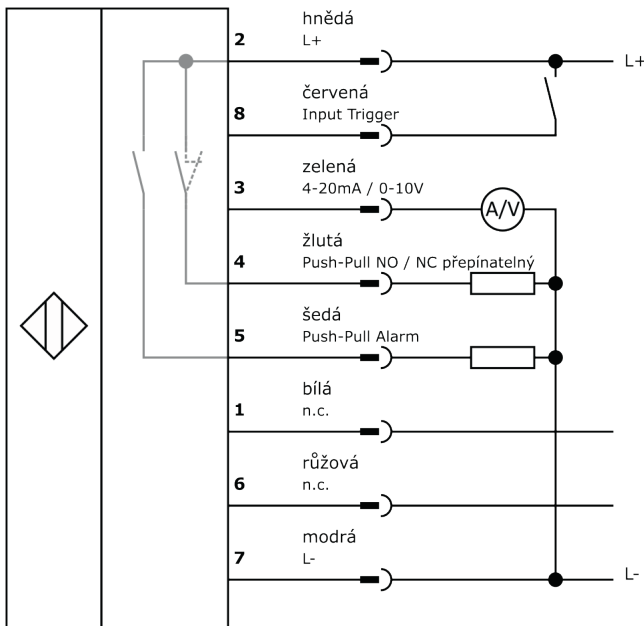 hnědá
2
L+
L+
červená
8
Input Trigger
zelená
3
4-20mA / 0-10V
A/V
žlutá
4
Push-Pull NO / NC přepínatelný
šedá
5
Push-Pull Alarm
bílá
1
n.c.
růžová
6
n.c.
modrá
7
L-
L-